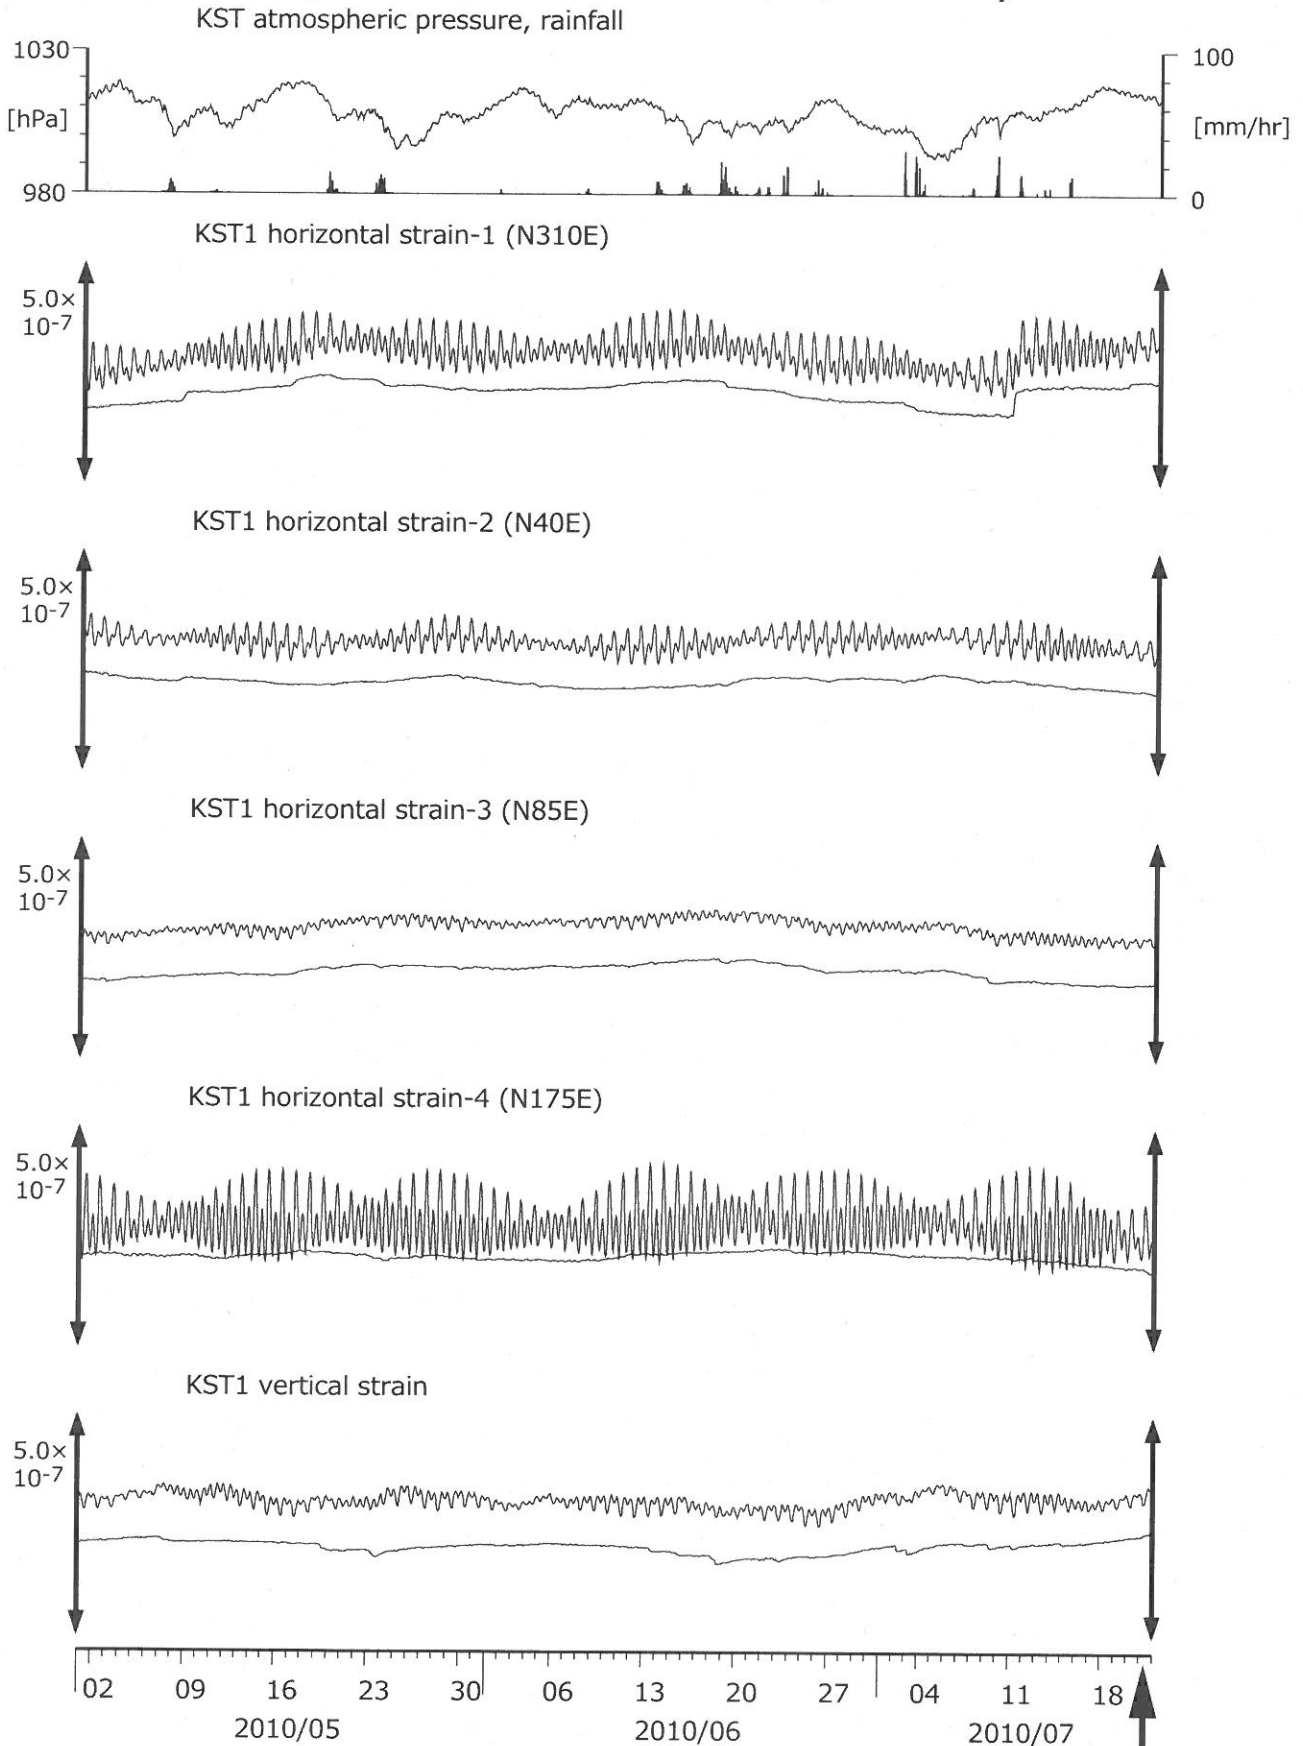 KST atmospheric pressure, rainfall
1030
100
[hPa]
[mm/hr]
980
0
KST1 horizontal strain-1 (N310E)
5.0×
10-7
KST1 horizontal strain-2 (N40E)
5.0×
10-7
KST1 horizontal strain-3 (N85E)
5.0×
10-7
KST1 horizontal strain-4 (N175E)
5.0×
10-7
KST1 vertical strain
5.0×
10-7
02 09 16 23 30 06 13 20 27 04 11 18
2010/05 2010/06 2010/07